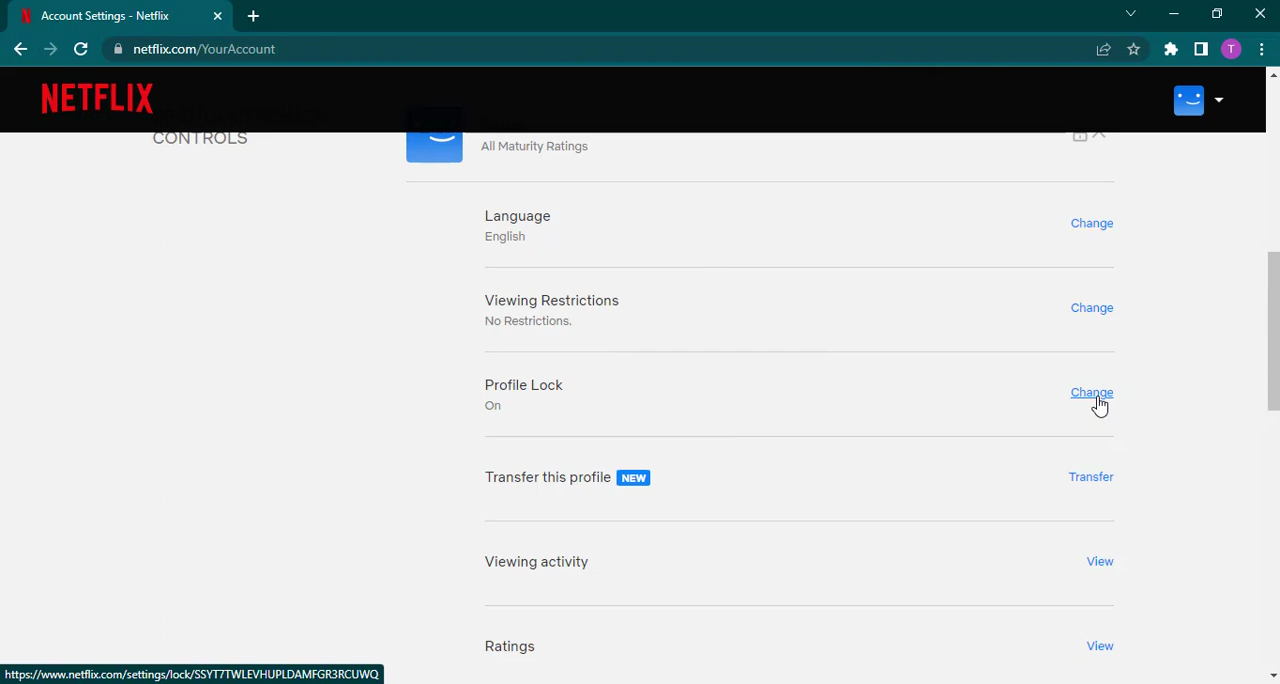 Account Settings - Netflix
netflix.com/YourAccount
T
NETFLIX
CONTROLS
All Maturity Ratings
Language
English
Change
Viewing Restrictions
No Restrictions.
Change
Profile Lock
On
Change
Transfer this profile NEW
Transfer
Viewing activity
View
Ratings
View
https://www.netflix.com/settings/lock/SSYT7TWLEVHUPLDAMFGR3RCUWQ